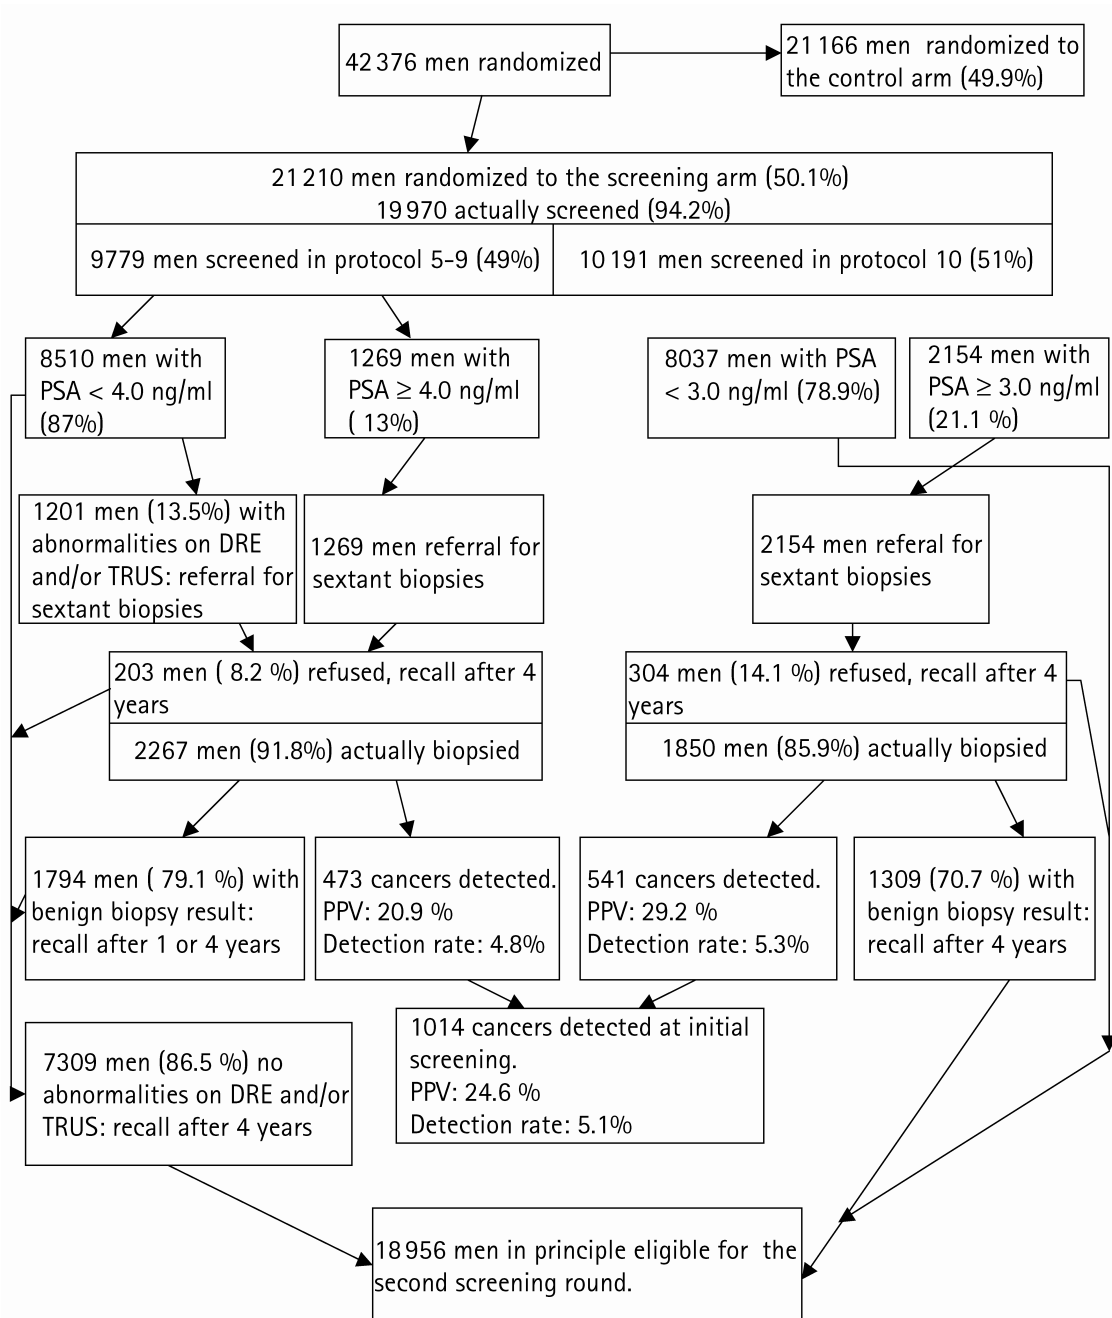 42 376 men randomized
21 166 men randomized to
the control arm (49.9%)
21 210 men randomized to the screening arm (50.1%)
19 970 actually screened (94.2%)
9779 men screened in protocol 5-9 (49%)
10 191 men screened in protocol 10 (51%)
8510 men with
PSA < 4.0 ng/ml
(87%)
1269 men with
PSA ≥ 4.0 ng/ml
( 13%)
8037 men with PSA
< 3.0 ng/ml (78.9%)
2154 men with
PSA ≥ 3.0 ng/ml
(21.1 %)
1201 men (13.5%) with
abnormalities on DRE
and/or TRUS: referral for
sextant biopsies
1269 men referral for
sextant biopsies
2154 men referal for
sextant biopsies
203 men ( 8.2 %) refused, recall after 4
years
2267 men (91.8%) actually biopsied
304 men (14.1 %) refused, recall after 4
years
1850 men (85.9%) actually biopsied
1794 men ( 79.1 %) with
benign biopsy result:
recall after 1 or 4 years
473 cancers detected.
PPV: 20.9 %
Detection rate: 4.8%
541 cancers detected.
PPV: 29.2 %
Detection rate: 5.3%
1309 (70.7 %) with
benign biopsy result:
recall after 4 years
1014 cancers detected at initial
screening.
PPV: 24.6 %
Detection rate: 5.1%
7309 men (86.5 %) no
abnormalities on DRE and/or
TRUS: recall after 4 years
18 956 men in principle eligible for the
second screening round.